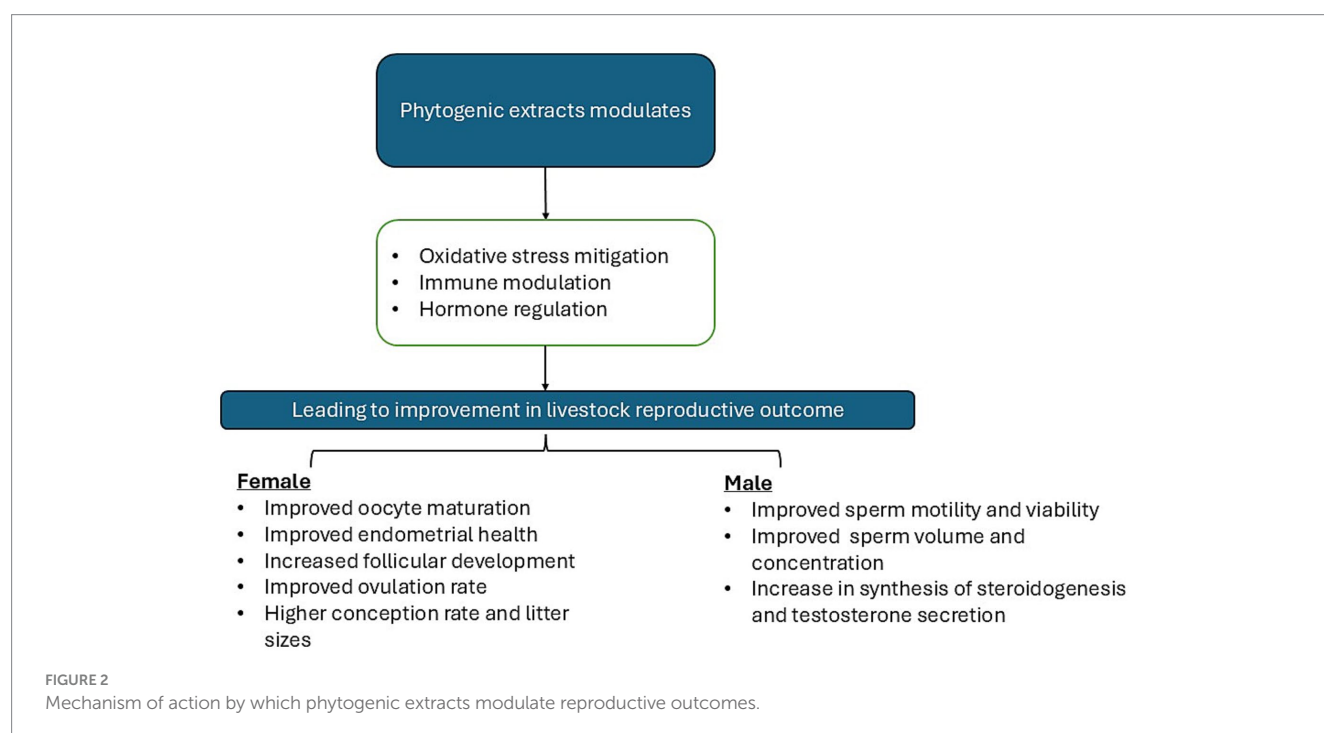 Phytogenic extracts modulates
• Oxidative stress mitigation
• Immune modulation
• Hormone regulation
Leading to improvement in livestock reproductive outcome
Female
• Improved oocyte maturation
• Improved endometrial health
• Increased follicular development
• Improved ovulation rate
• Higher conception rate and litter
sizes
Male
• Improved sperm motility and viability
• Improved sperm volume and
concentration
• Increase in synthesis of steroidogenesis
and testosterone secretion
FIGURE 2
Mechanism of action by which phytogenic extracts modulate reproductive outcomes.